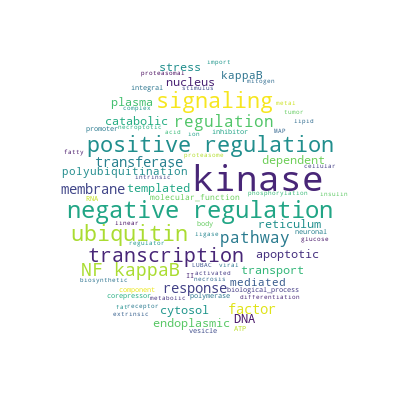 import
stress
proteasomal
kappaB
mitogen
nucleus
integral
stimulus
plasma
signaling
metal
complex
tumor
catabolic
regulation
lipid
promoter
necroptotic
MAP
acid
ion
inhibitor
positive regulation
fatty
proteasome
transferase
dependent
cellular
polyubiquitination
intrinsic
kinase
membrane
templated
phosphorylation
insulin
RNA
molecular_function
negative regulation
linear
body
reticulum
ubiquitin
ligase
neuronal
regulator
pathway
glucose
transcription
apoptotic
NF kappaB
LUBAC
viral
transport
II
activated
biosynthetic
necrosis
mediated
component
response
biological_process
corepressor
metabolic
polymerase
differentiation
fat
receptor
cytosol
factor
extrinsic
endoplasmic
DNA
vesicle
ATP